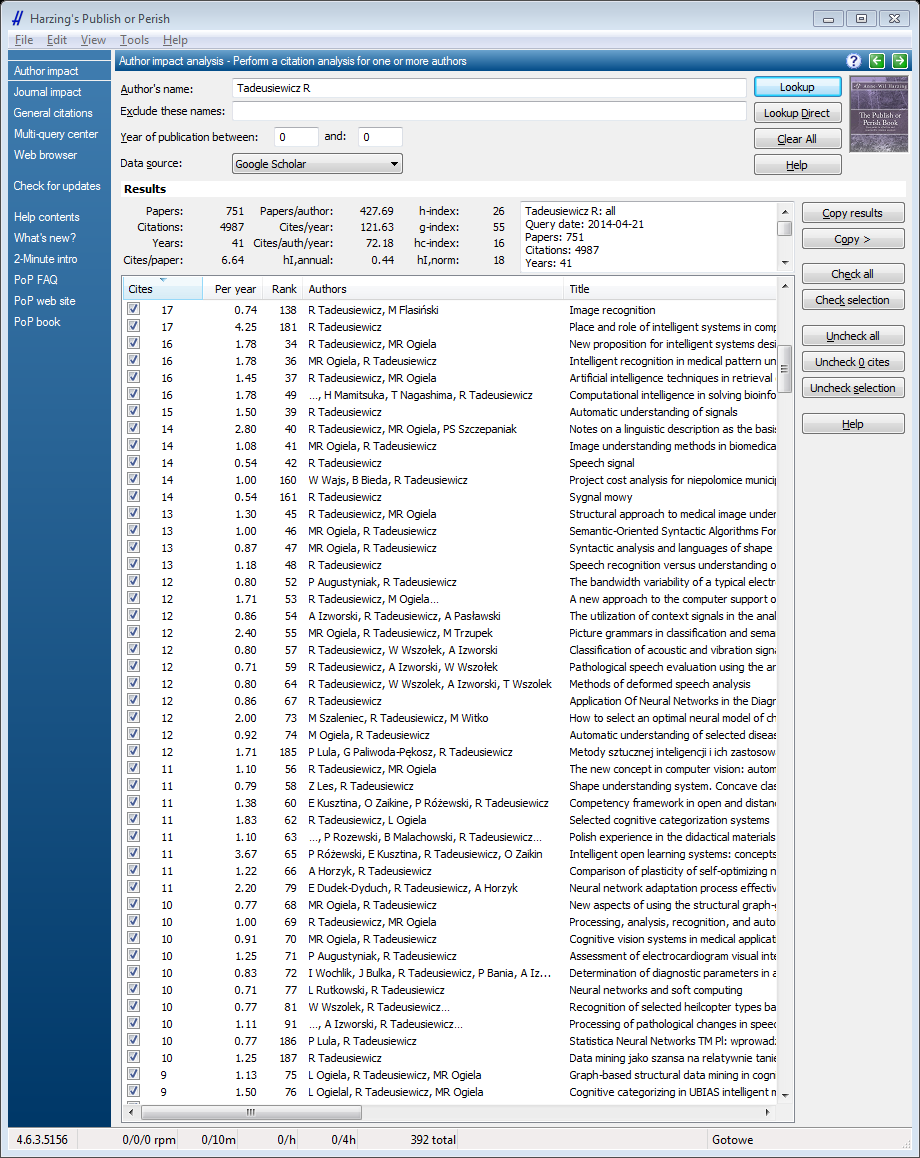 Harzing's Publish or Perish
File Edit View Tools Help
Author impact
Journal impact
General citations
Multi-query center
Web browser
Check for updates
Help contents
What's new?
2-Minute intro
PoP FAQ
PoP web site
PoP book
Author impact analysis - Perform a citation analysis for one or more authors
Author's name: Tadeusiewicz R
Exclude these names:
Year of publication between: 0 and: 0
Data source: Google Scholar
Lookup
Lookup Direct
Clear All
Help
Anne-Wil Harzing
The Publish or
Perish Book
Results
Papers: 751 Papers/author: 427.69 h-index: 26
Citations: 4987 Cites/year: 121.63 g-index: 55
Years: 41 Cites/auth/year: 72.18 hc-index: 16
Cites/paper: 6.64 hI,annual: 0.44 hI,norm: 18
Tadeusiewicz R: all
Query date: 2014-04-21
Papers: 751
Citations: 4987
Years: 41
Copy results
Copy >
Check all
Check selection
Uncheck all
Uncheck 0 cites
Uncheck selection
Help
Cites Per year Rank Authors Title
17 0.74 138 R Tadeusiewicz, M Flasiński Image recognition
17 4.25 181 R Tadeusiewicz Place and role of intelligent systems in comp
16 1.78 34 R Tadeusiewicz, MR Ogiela New proposition for intelligent systems desi
16 1.78 36 MR Ogiela, R Tadeusiewicz Intelligent recognition in medical pattern un
16 1.45 37 R Tadeusiewicz, MR Ogiela Artificial intelligence techniques in retrieval
16 1.78 49 ..., H Mamitsuka, T Nagashima, R Tadeusiewicz Computational intelligence in solving bioinfo
15 1.50 39 R Tadeusiewicz Automatic understanding of signals
14 2.80 40 R Tadeusiewicz, MR Ogiela, PS Szczepaniak Notes on a linguistic description as the basis
14 1.08 41 MR Ogiela, R Tadeusiewicz Image understanding methods in biomedica
14 0.54 42 R Tadeusiewicz Speech signal
14 1.00 160 W Wajs, B Bieda, R Tadeusiewicz Project cost analysis for niepolomice municip
14 0.54 161 R Tadeusiewicz Sygnal mowy
13 1.30 45 R Tadeusiewicz, MR Ogiela Structural approach to medical image under
13 1.00 46 MR Ogiela, R Tadeusiewicz Semantic-Oriented Syntactic Algorithms For
13 0.87 47 MR Ogiela, R Tadeusiewicz Syntactic analysis and languages of shape
13 1.18 48 R Tadeusiewicz Speech recognition versus understanding o
12 0.80 52 P Augustyniak, R Tadeusiewicz The bandwidth variability of a typical electr
12 1.71 53 R Tadeusiewicz, M Ogiela... A new approach to the computer support o
12 0.86 54 A Izworski, R Tadeusiewicz, A Pasławski The utilization of context signals in the anal
12 2.40 55 MR Ogiela, R Tadeusiewicz, M Trzupek Picture grammars in classification and sema
12 0.80 57 R Tadeusiewicz, W Wszołek, A Izworski Classification of acoustic and vibration signa
12 0.71 59 R Tadeusiewicz, A Izworski, W Wszołek Pathological speech evaluation using the ar
12 0.80 64 R Tadeusiewicz, W Wszolek, A Izworski, T Wszolek Methods of deformed speech analysis
12 0.86 67 R Tadeusiewicz Application Of Neural Networks in the Diagr
12 2.00 73 M Szaleniec, R Tadeusiewicz, M Witko How to select an optimal neural model of ch
12 0.92 74 M Ogiela, R Tadeusiewicz Automatic understanding of selected diseas
12 1.71 185 P Lula, G Paliwoda-Pękosz, R Tadeusiewicz Metody sztucznej inteligencji i ich zastosow
11 1.10 56 R Tadeusiewicz, MR Ogiela The new concept in computer vision: autom
11 0.79 58 Z Les, R Tadeusiewicz Shape understanding system. Concave clas
11 1.38 60 E Kusztina, O Zaikine, P Różewski, R Tadeusiewicz Competency framework in open and distanc
11 1.83 62 R Tadeusiewicz, L Ogiela Selected cognitive categorization systems
11 1.10 63 ..., P Rozewski, B Malachowski, R Tadeusiewicz... Polish experience in the didactical materials
11 3.67 65 P Różewski, E Kusztina, R Tadeusiewicz, O Zaikin Intelligent open learning systems: concepts
11 1.22 66 A Horzyk, R Tadeusiewicz Comparison of plasticity of self-optimizing n
11 2.20 79 E Dudek-Dyduch, R Tadeusiewicz, A Horzyk Neural network adaptation process effectiv
10 0.77 68 MR Ogiela, R Tadeusiewicz New aspects of using the structural graph-g
10 1.00 69 R Tadeusiewicz, MR Ogiela Processing, analysis, recognition, and auto
10 0.91 70 MR Ogiela, R Tadeusiewicz Cognitive vision systems in medical applicat
10 1.25 71 P Augustyniak, R Tadeusiewicz Assessment of electrocardiogram visual inte
10 0.83 72 I Wochlik, J Bulka, R Tadeusiewicz, P Bania, A Iz... Determination of diagnostic parameters in a
10 0.71 77 L Rutkowski, R Tadeusiewicz Neural networks and soft computing
10 0.77 81 W Wszolek, R Tadeusiewicz... Recognition of selected heilcopter types ba
10 1.11 91 ..., A Izworski, R Tadeusiewicz... Processing of pathological changes in speec
10 0.77 186 P Lula, R Tadeusiewicz Statistica Neural Networks TM Pl: wprowadz
10 1.25 187 R Tadeusiewicz Data mining jako szansa na relatywnie tanie
9 1.13 75 L Ogiela, R Tadeusiewicz, MR Ogiela Graph-based structural data mining in cogn
9 1.50 76 L Ogielal, R Tadeusiewicz, MR Ogiela Cognitive categorizing in UBIAS intelligent m
4.6.3.5156 0/0/0 rpm 0/10m 0/h 0/4h 392 total Gotowe